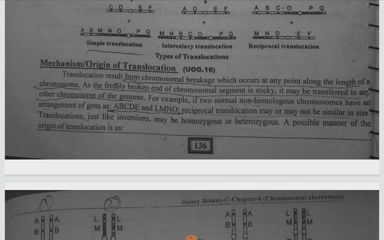 C D E F A D E F A B C O P Q
+ + +
A B M N O P Q M N B C O P Q M N D E F
Simple translocation Intercalary translocation Reciprocal translocation
Types of Translocations
Mechanism/Origin of Translocation (UGG.16)
Translocation result from chromosomal breakage which occurs at any point along the length of a
chromosome. As the freshly broken end of chromosomal segment is sticky, it may be transferred to any
other chromosome of the genome. For example, if two normal non-homologous chromosomes have an
arrangement of gens as: ABCDE and LMNO; reciprocal translocation may or may not be similar in size
Translocations, just like inversions, may be homozygous or heterozygous. A possible manner of the
origin of translocation is as:
136
Honey Botany-C-Chapter-6 (Chromosomal aberrations)
A A L L A A L L
B B M M B B M M